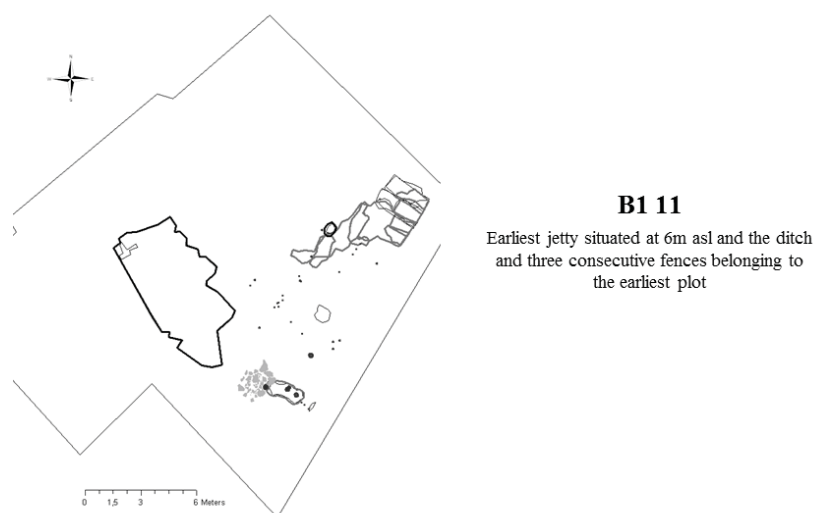 N
B1 11
Earliest jetty situated at 6m asl and the ditch
and three consecutive fences belonging to
the earliest plot
0 1,5 3 6 Meters